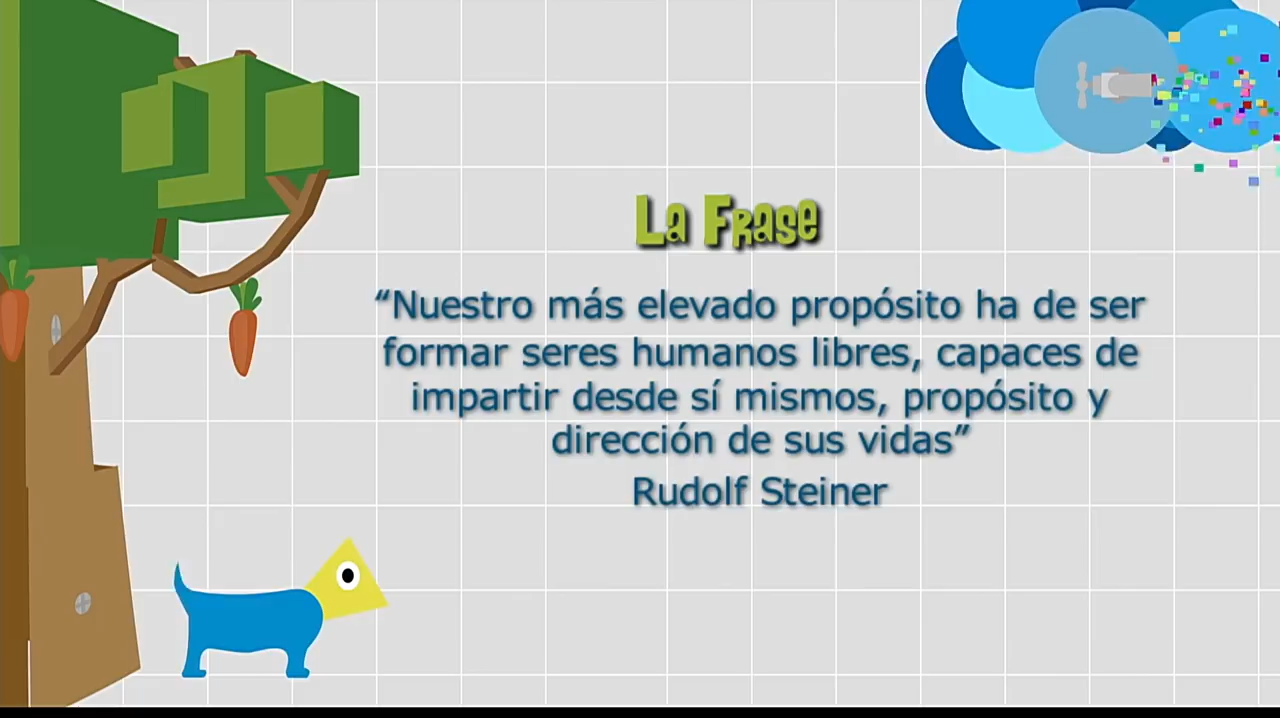 La Frase
“Nuestro más elevado propósito ha de ser
formar seres humanos libres, capaces de
impartir desde sí mismos, propósito y
dirección de sus vidas”
Rudolf Steiner